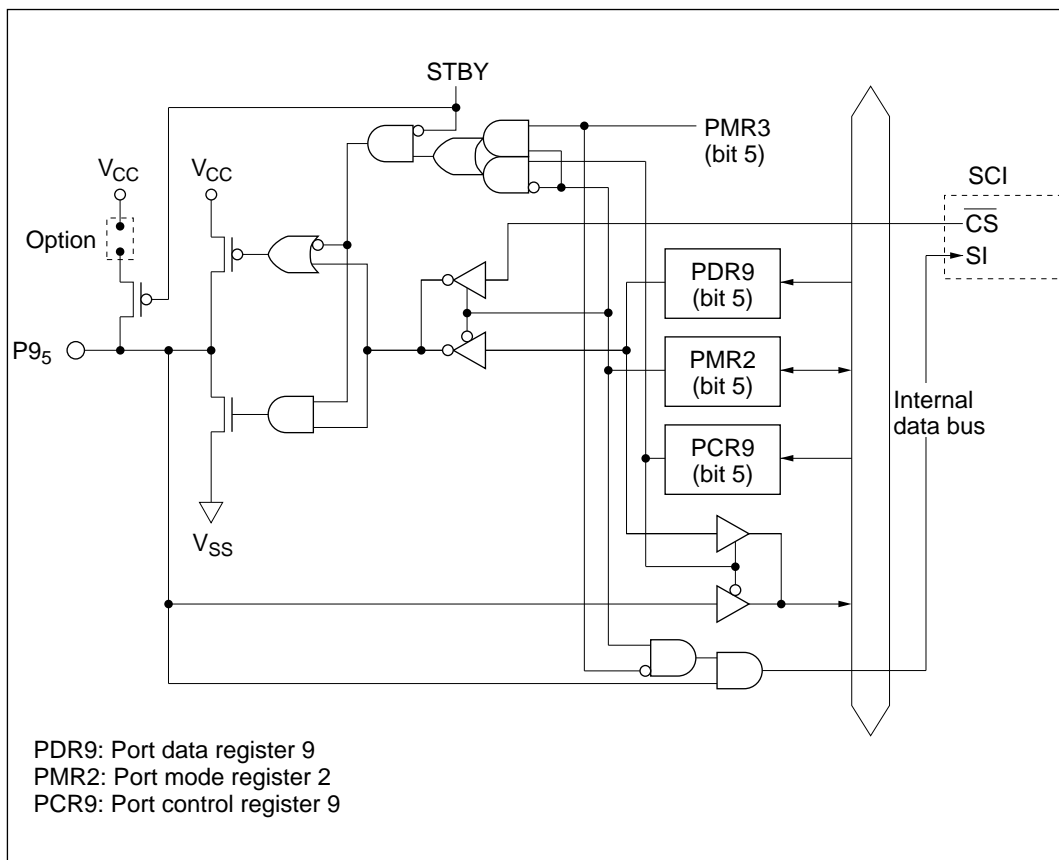 STBY
PMR3
(bit 5)
VCC
VCC
SCI
Option
CS
SI
PDR9
(bit 5)
P95
PMR2
(bit 5)
Internal
data bus
PCR9
(bit 5)
VSS
PDR9: Port data register 9
PMR2: Port mode register 2
PCR9: Port control register 9